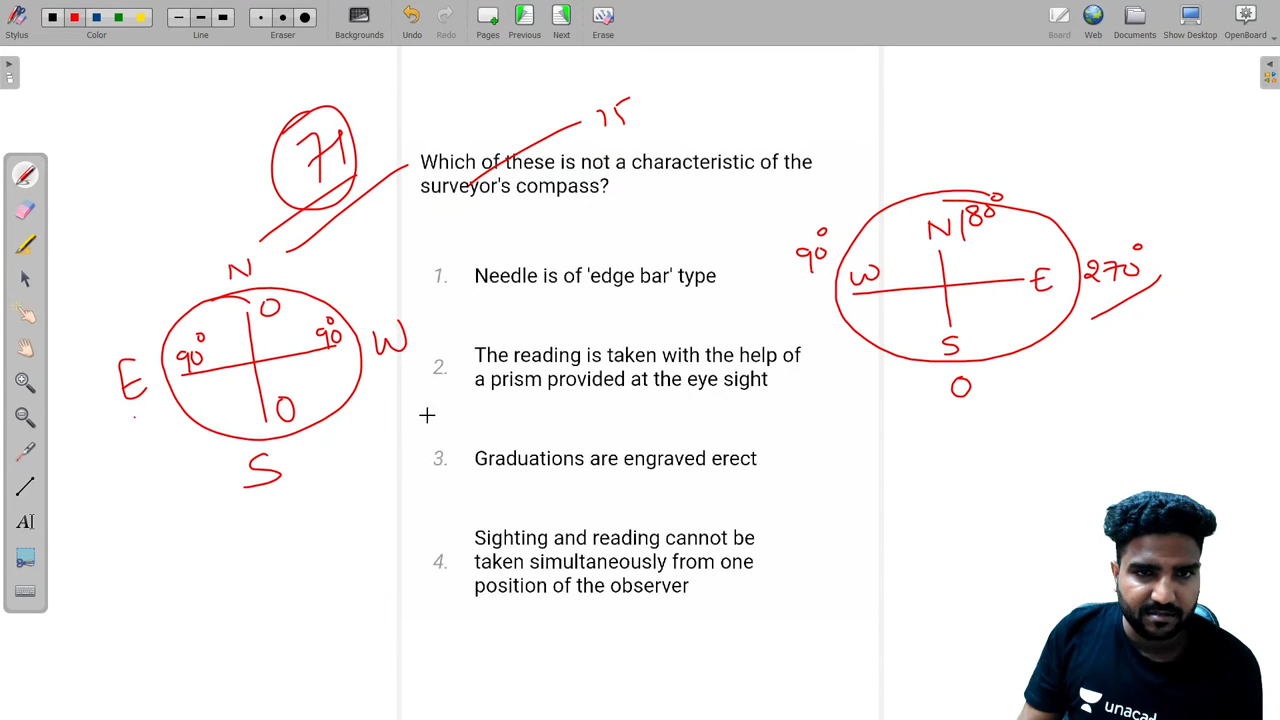 Stylus
Color
Line
Eraser
Backgrounds
Undo
Redo
Pages
Previous
Next
Erase
Board
Web
Documents
Show Desktop
OpenBoard
71
15
Which of these is not a characteristic of the
surveyor's compass?
1. Needle is of 'edge bar' type
2. The reading is taken with the help of
a prism provided at the eye sight
3. Graduations are engraved erect
4. Sighting and reading cannot be
taken simultaneously from one
position of the observer
N
0
90°
90°
E
W
0
S
N 180°
90°
W
E
270°
S
0
AI
unacad